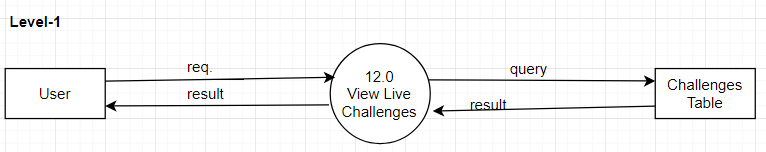 Level-1
req.
query
User
12.0
View Live
Challenges
Challenges
Table
result
result